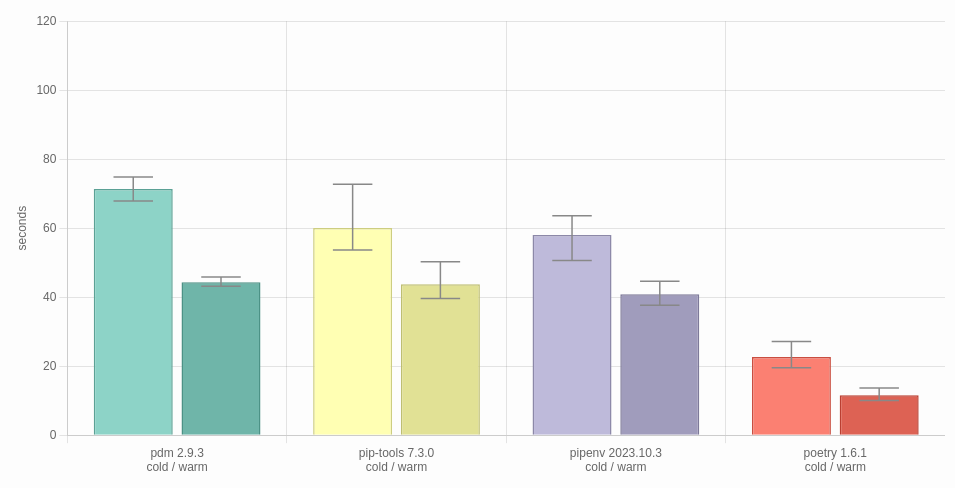 120
100
80
60
40
20
0
seconds
pdm 2.9.3
cold / warm
pip-tools 7.3.0
cold / warm
pipenv 2023.10.3
cold / warm
poetry 1.6.1
cold / warm